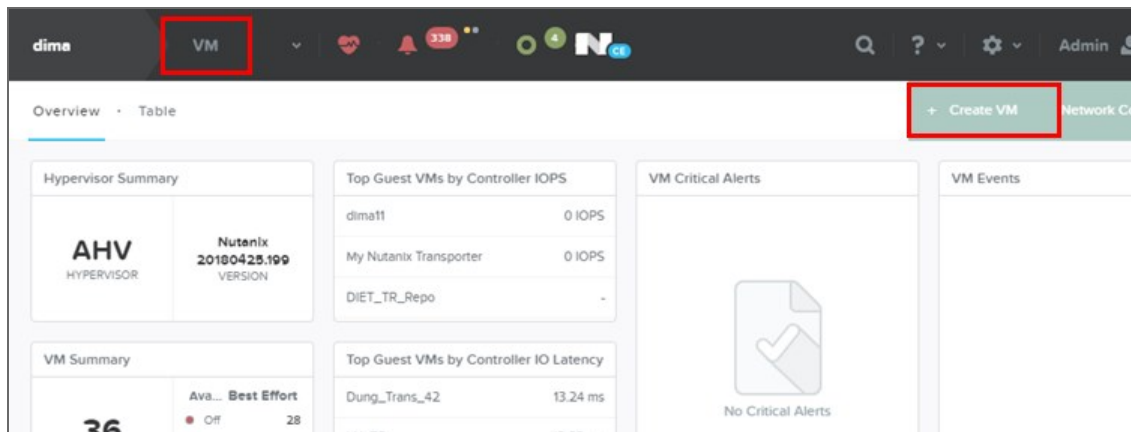 dima
VM
338
4
CE
?
Admin
Overview · Table
+ Create VM
Network
Hypervisor Summary
AHV
HYPERVISOR
Nutanix
20180425.199
VERSION
Top Guest VMs by Controller IOPS
dima11 0 IOPS
My Nutanix Transporter 0 IOPS
DIET_TR_Repo -
VM Critical Alerts
No Critical Alerts
VM Events
VM Summary
36
Ava... Best Effort
Off 28
Top Guest VMs by Controller IO Latency
Dung_Trans_42 13.24 ms